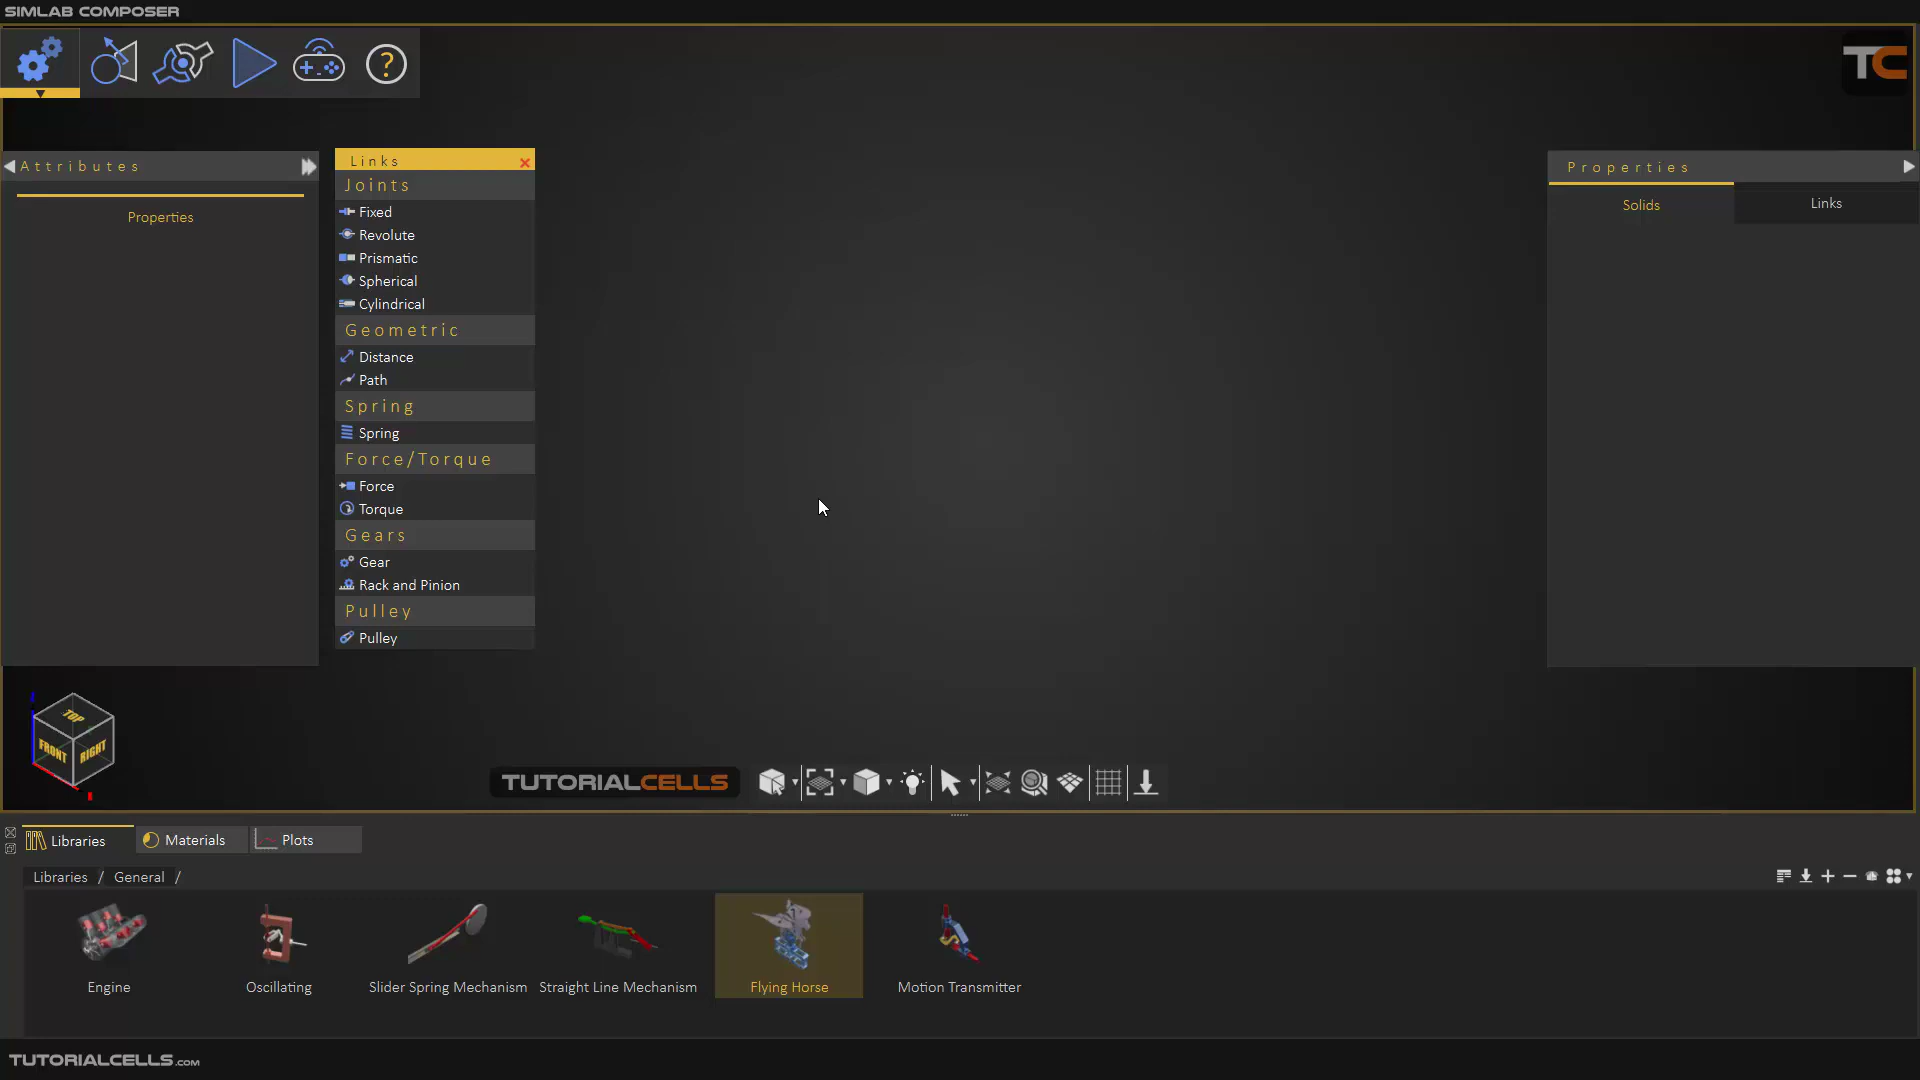 SIMLAB COMPOSER
TC
Attributes
Properties
Links
Joints
Fixed
Revolute
Prismatic
Spherical
Cylindrical
Geometric
Distance
Path
Spring
Spring
Force/Torque
Force
Torque
Gears
Gear
Rack and Pinion
Pulley
Pulley
Properties
Solids Links
TOP
FRONT RIGHT
TUTORIALCELLS
Libraries Materials Plots
Libraries / General /
Engine Oscillating Slider Spring Mechanism Straight Line Mechanism Flying Horse Motion Transmitter
TUTORIALCELLS.COM